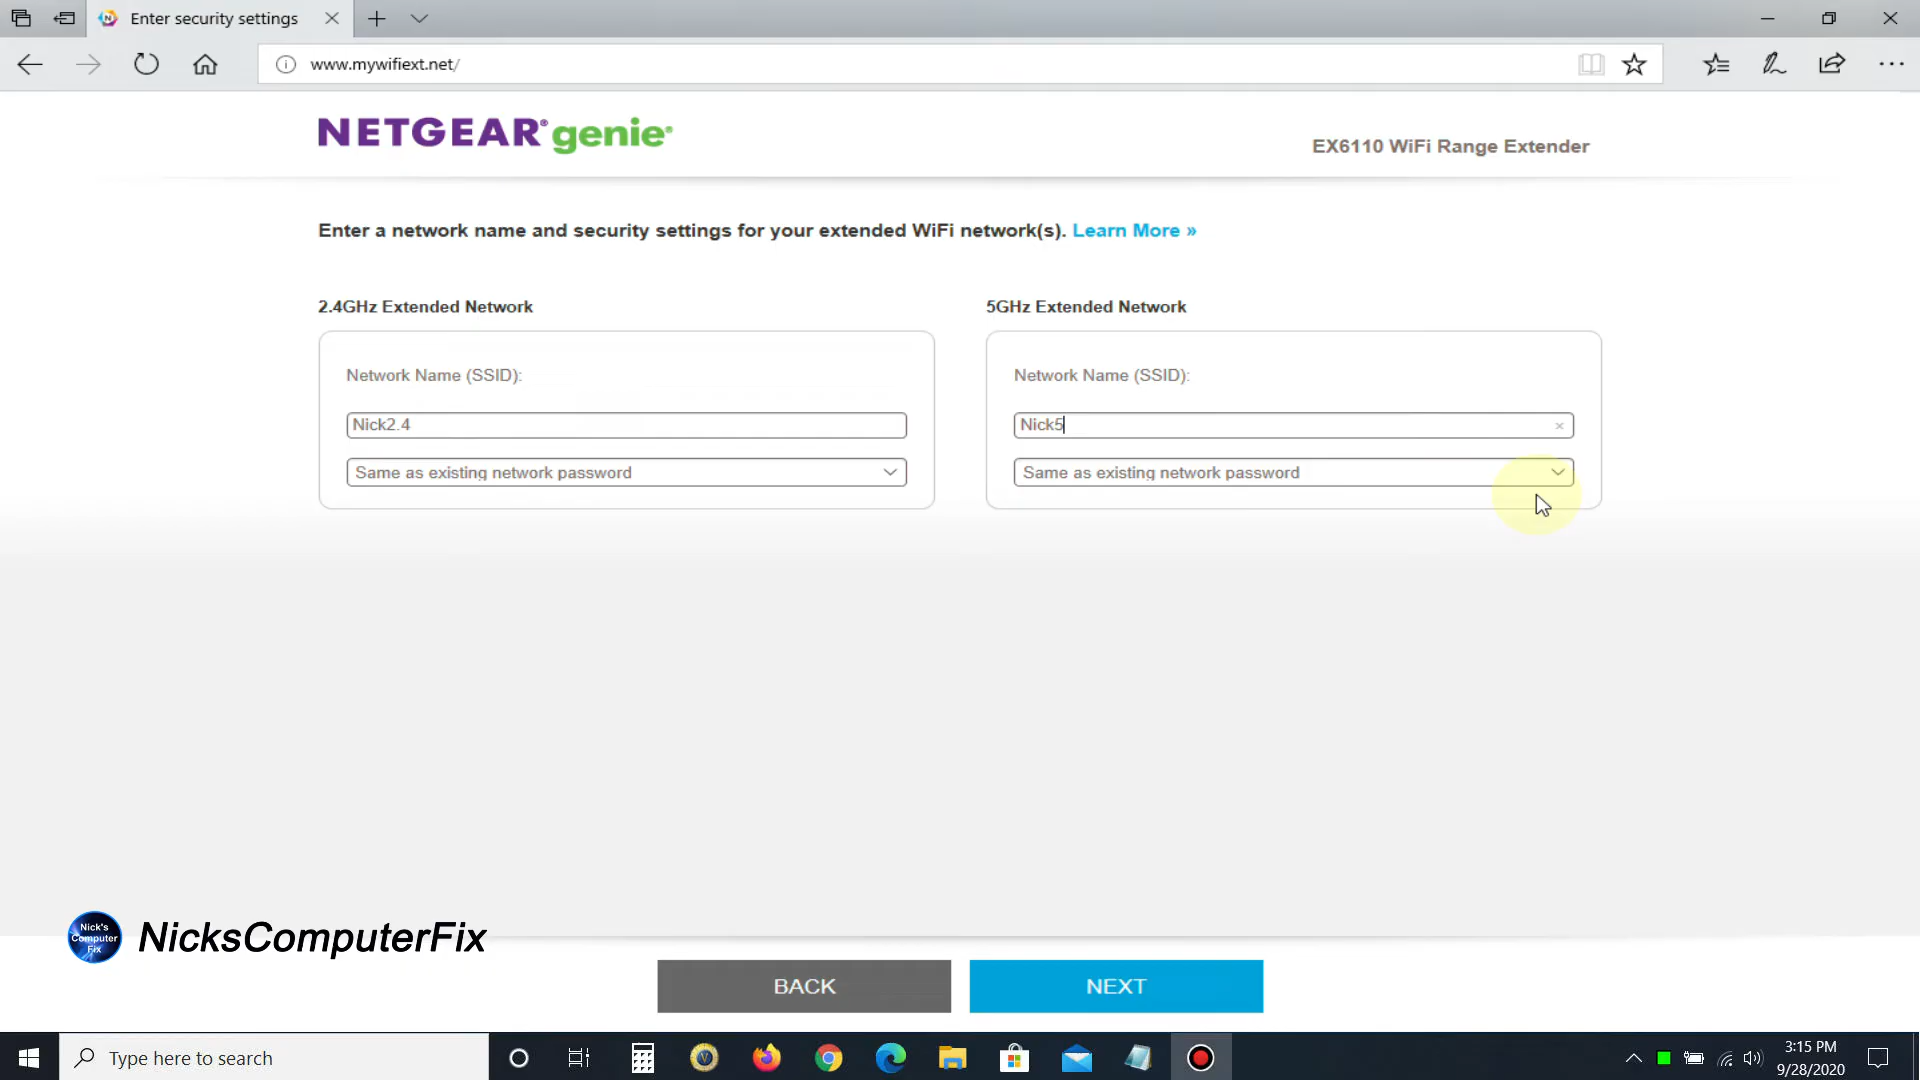 Enter security settings
www.mywifiext.net/
NETGEAR® genie®
EX6110 WiFi Range Extender
Enter a network name and security settings for your extended WiFi network(s). Learn More »
2.4GHz Extended Network
5GHz Extended Network
Network Name (SSID):
Network Name (SSID):
Nick2.4
Nick5
Same as existing network password
Same as existing network password
Nick's
Computer
Fix
NicksComputerFix
BACK
NEXT
Type here to search
3:15 PM
9/28/2020